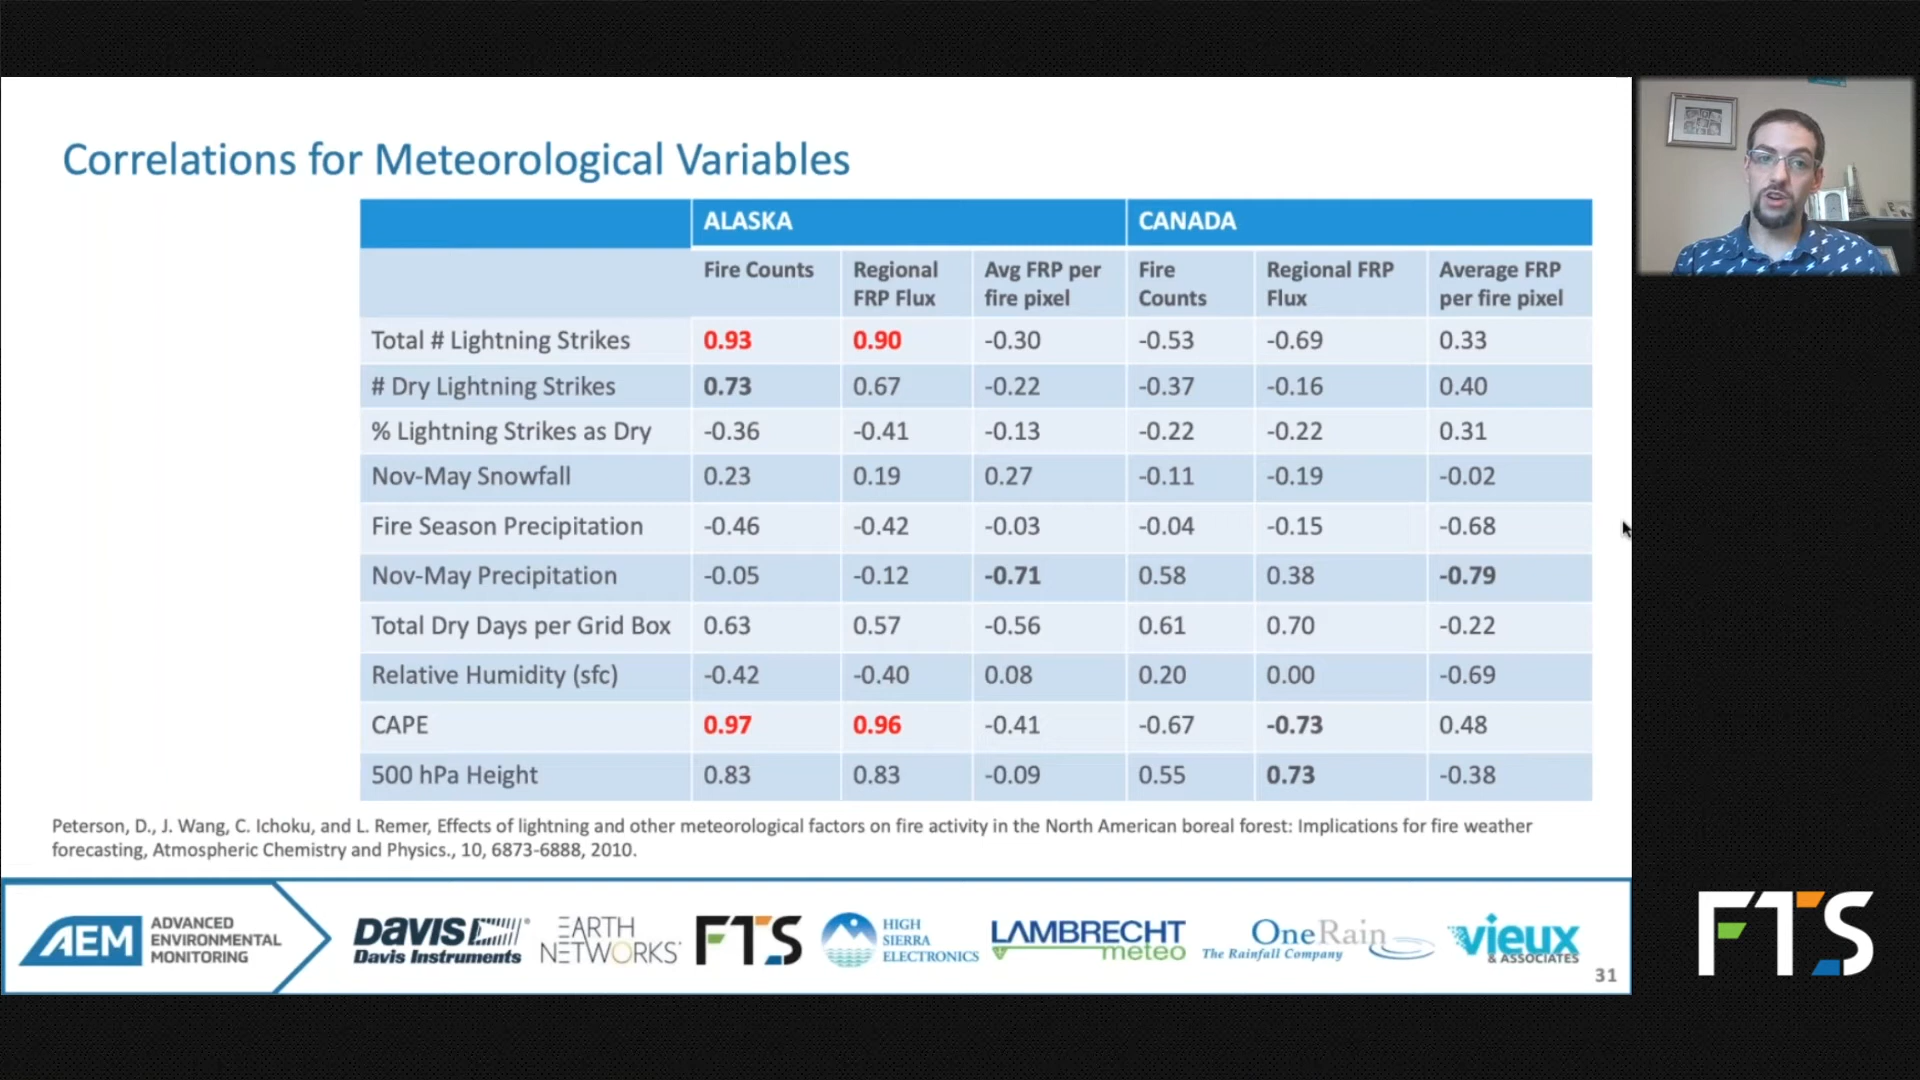 Correlations for Meteorological Variables
ALASKA CANADA
Fire Counts Regional FRP Flux Avg FRP per fire pixel Fire Counts Regional FRP Flux Average FRP per fire pixel
Total # Lightning Strikes 0.93 0.90 -0.30 -0.53 -0.69 0.33
# Dry Lightning Strikes 0.73 0.67 -0.22 -0.37 -0.16 0.40
% Lightning Strikes as Dry -0.36 -0.41 -0.13 -0.22 -0.22 0.31
Nov-May Snowfall 0.23 0.19 0.27 -0.11 -0.19 -0.02
Fire Season Precipitation -0.46 -0.42 -0.03 -0.04 -0.15 -0.68
Nov-May Precipitation -0.05 -0.12 -0.71 0.58 0.38 -0.79
Total Dry Days per Grid Box 0.63 0.57 -0.56 0.61 0.70 -0.22
Relative Humidity (sfc) -0.42 -0.40 0.08 0.20 0.00 -0.69
CAPE 0.97 0.96 -0.41 -0.67 -0.73 0.48
500 hPa Height 0.83 0.83 -0.09 0.55 0.73 -0.38
Peterson, D., J. Wang, C. Ichoku, and L. Remer, Effects of lightning and other meteorological factors on fire activity in the North American boreal forest: Implications for fire weather
forecasting, Atmospheric Chemistry and Physics., 10, 6873-6888, 2010.
AEM ADVANCED ENVIRONMENTAL MONITORING
DAVIS
Davis Instruments
EARTH
NETWORKS
FTS
HIGH
SIERRA
ELECTRONICS
LAMBRECHT
meteo
OneRain
The Rainfall Company
vieux
& ASSOCIATES
31
FTS